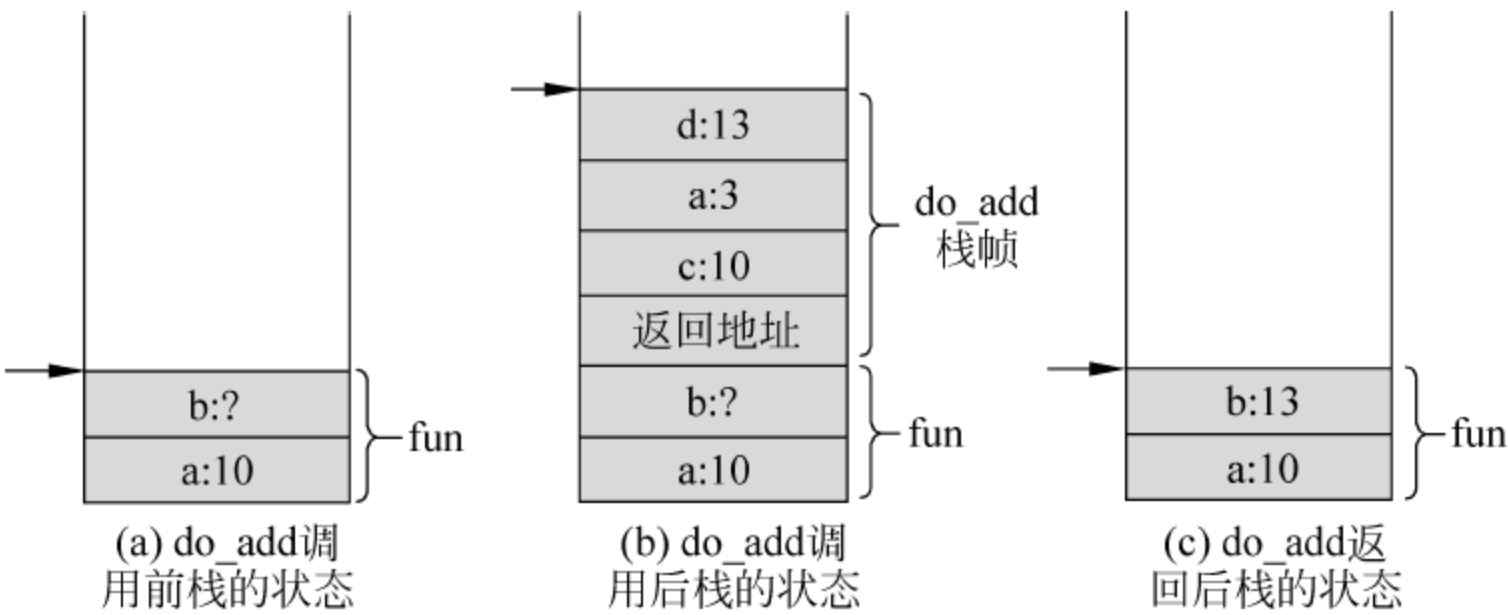 b:?
a:10
fun
(a) do_add调
用前栈的状态
d:13
a:3
c:10
返回地址
do_add
栈帧
b:?
a:10
fun
(b) do_add调
用后栈的状态
b:13
a:10
fun
(c) do_add返
回后栈的状态